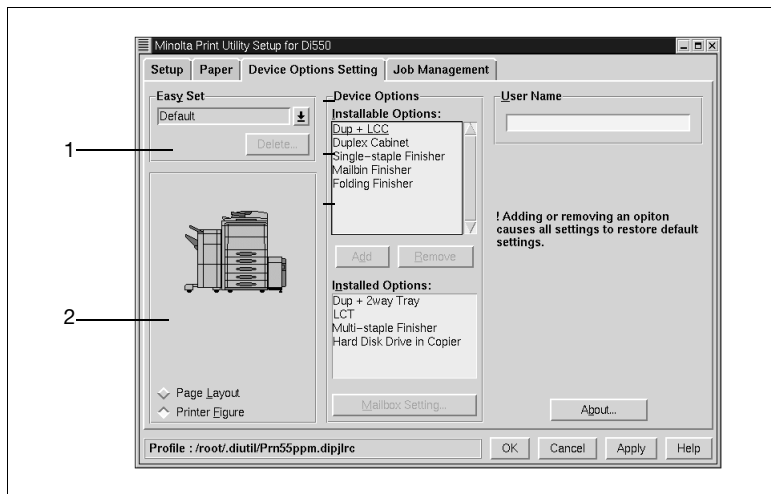 Minolta Print Utility Setup for Di550
Setup
Paper
Device Options Setting
Job Management
Easy Set
Default
Delete...
1
2
Page Layout
Printer Figure
Device Options
Installable Options:
Dup + LCC
Duplex Cabinet
Single-staple Finisher
Mailbin Finisher
Folding Finisher
Add
Remove
Installed Options:
Dup + 2way Tray
LCT
Multi-staple Finisher
Hard Disk Drive in Copier
Mailbox Setting...
User Name
! Adding or removing an opiton
causes all settings to restore default
settings.
About...
Profile : /root/.diutil/Prn55ppm.dipjlrc
OK
Cancel
Apply
Help